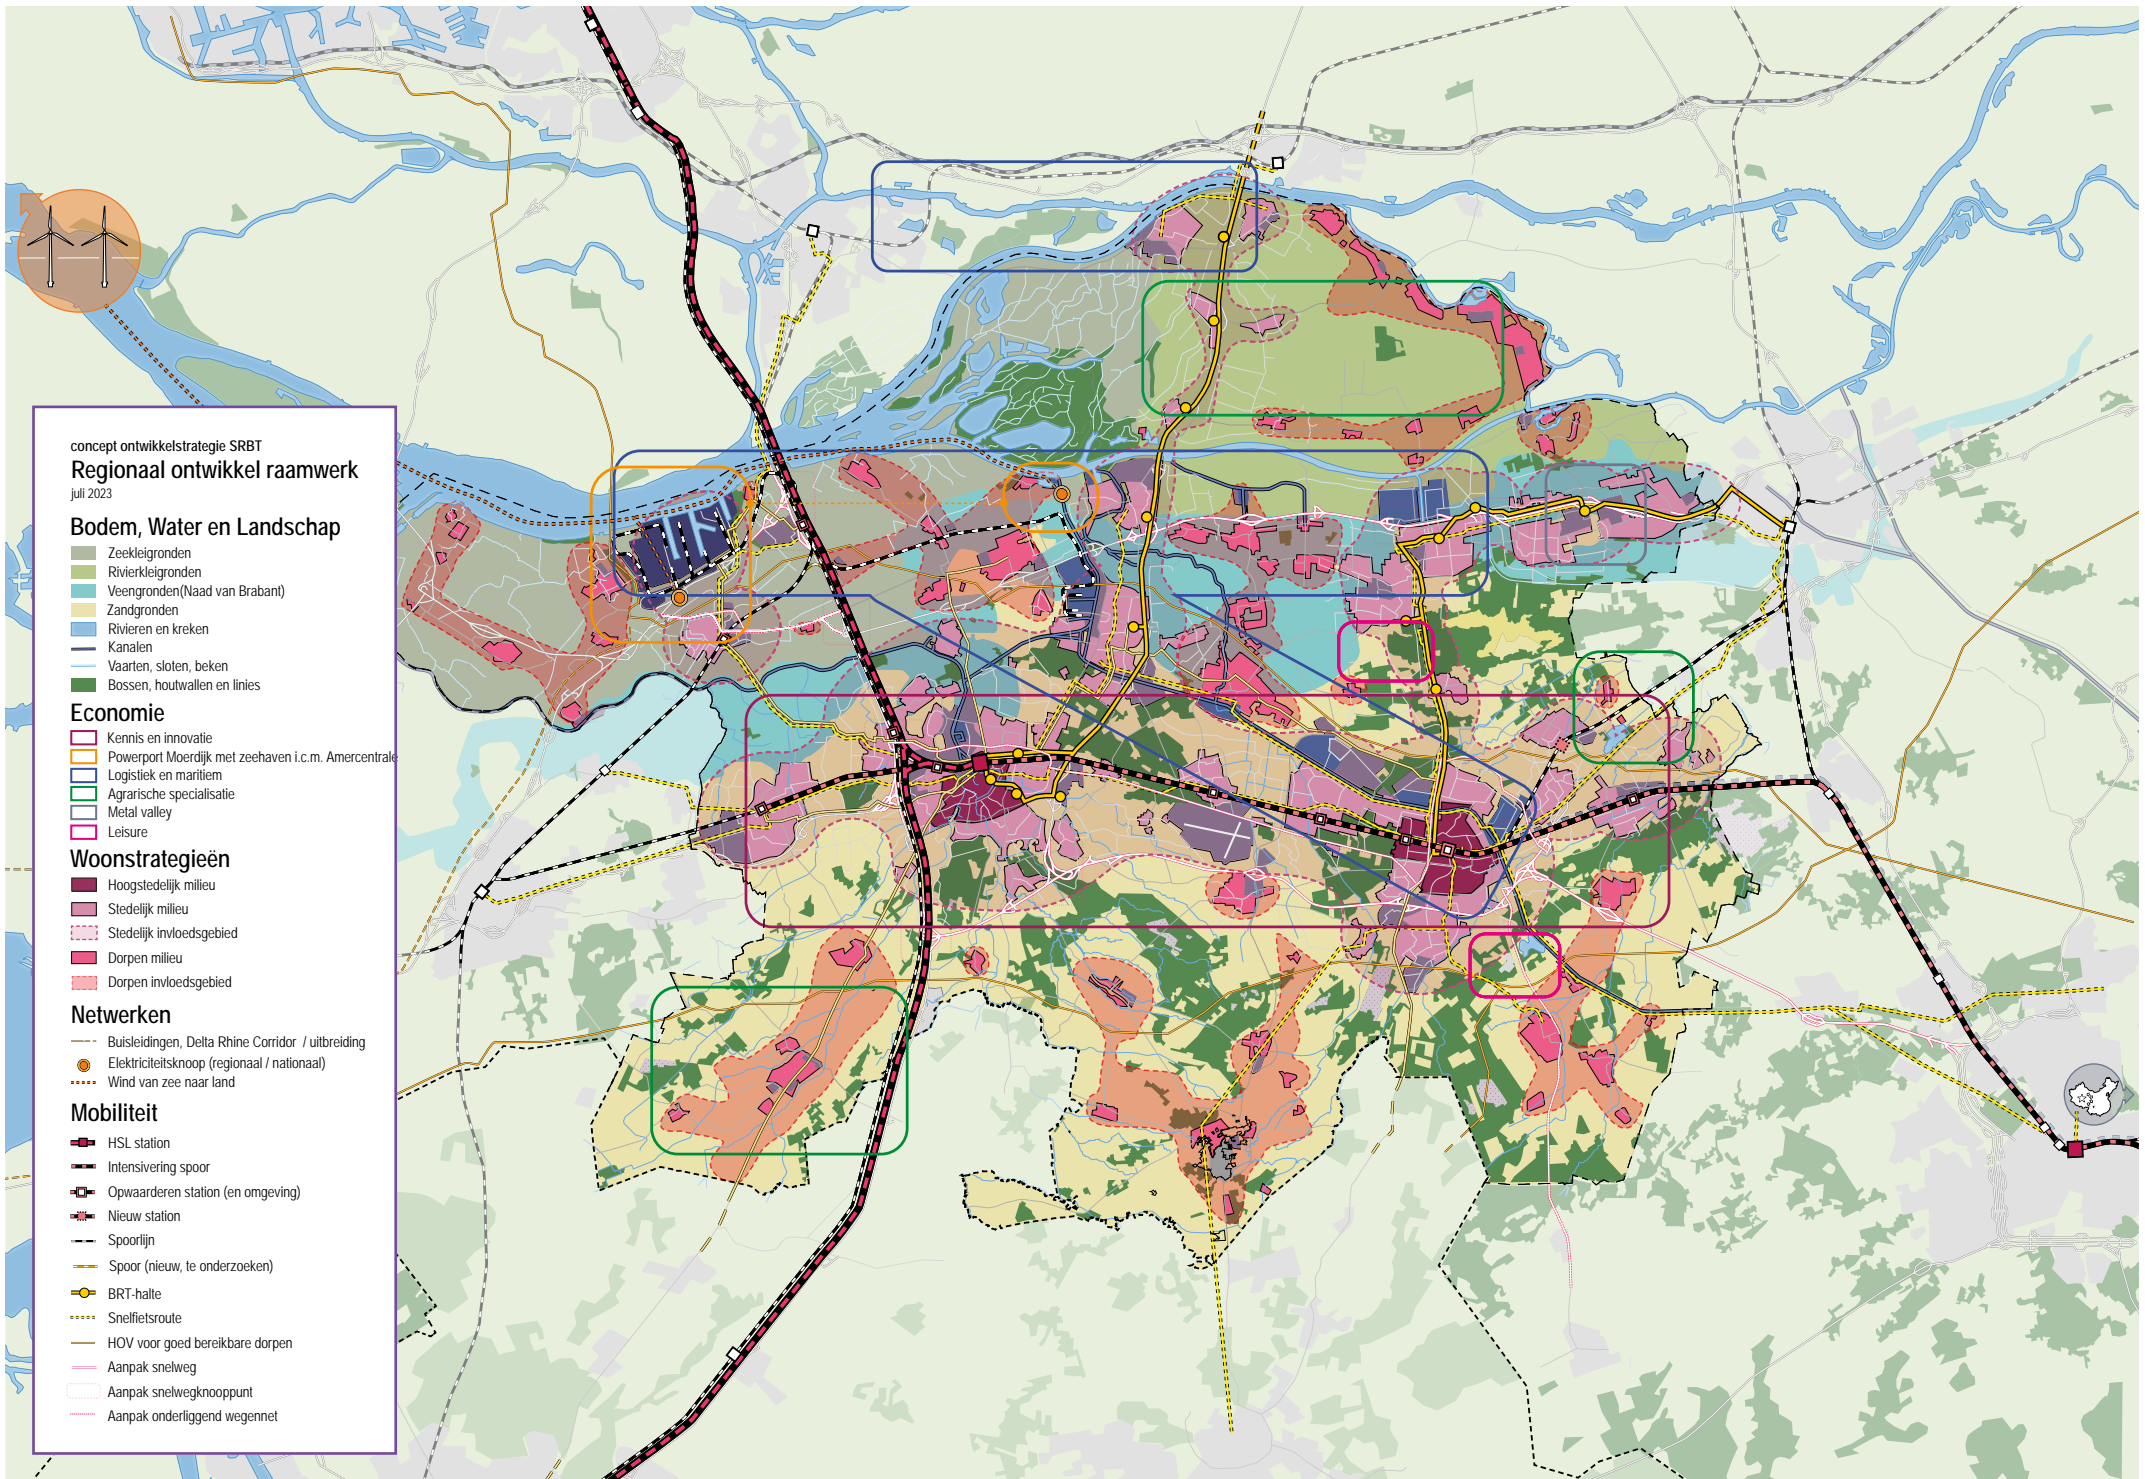 concept ontwikkelstrategie SRBT
Regionaal ontwikkel raamwerk
juli 2023
Bodem, Water en Landschap
Zeekleigronden
Rivierkleigronden
Veengronden(Naad van Brabant)
Zandgronden
Rivieren en kreken
Kanalen
Vaarten, sloten, beken
Bossen, houtwallen en linies
Economie
Kennis en innovatie
Powerport Moerdijk met zeehaven i.c.m. Amercentrale
Logistiek en maritiem
Agrarische specialisatie
Metal valley
Leisure
Woonstrategieën
Hoogstedelijk milieu
Stedelijk milieu
Stedelijk invloedsgebied
Dorpen milieu
Dorpen invloedsgebied
Netwerken
Buisleidingen, Delta Rhine Corridor / uitbreiding
Elektriciteitsknoop (regionaal / nationaal)
Wind van zee naar land
Mobiliteit
HSL station
Intensivering spoor
Opwaarderen station (en omgeving)
Nieuw station
Spoorlijn
Spoor (nieuw, te onderzoeken)
BRT-halte
Snelfietsroute
HOV voor goed bereikbare dorpen
Aanpak snelweg
Aanpak snelwegknooppunt
Aanpak onderliggend wegennet